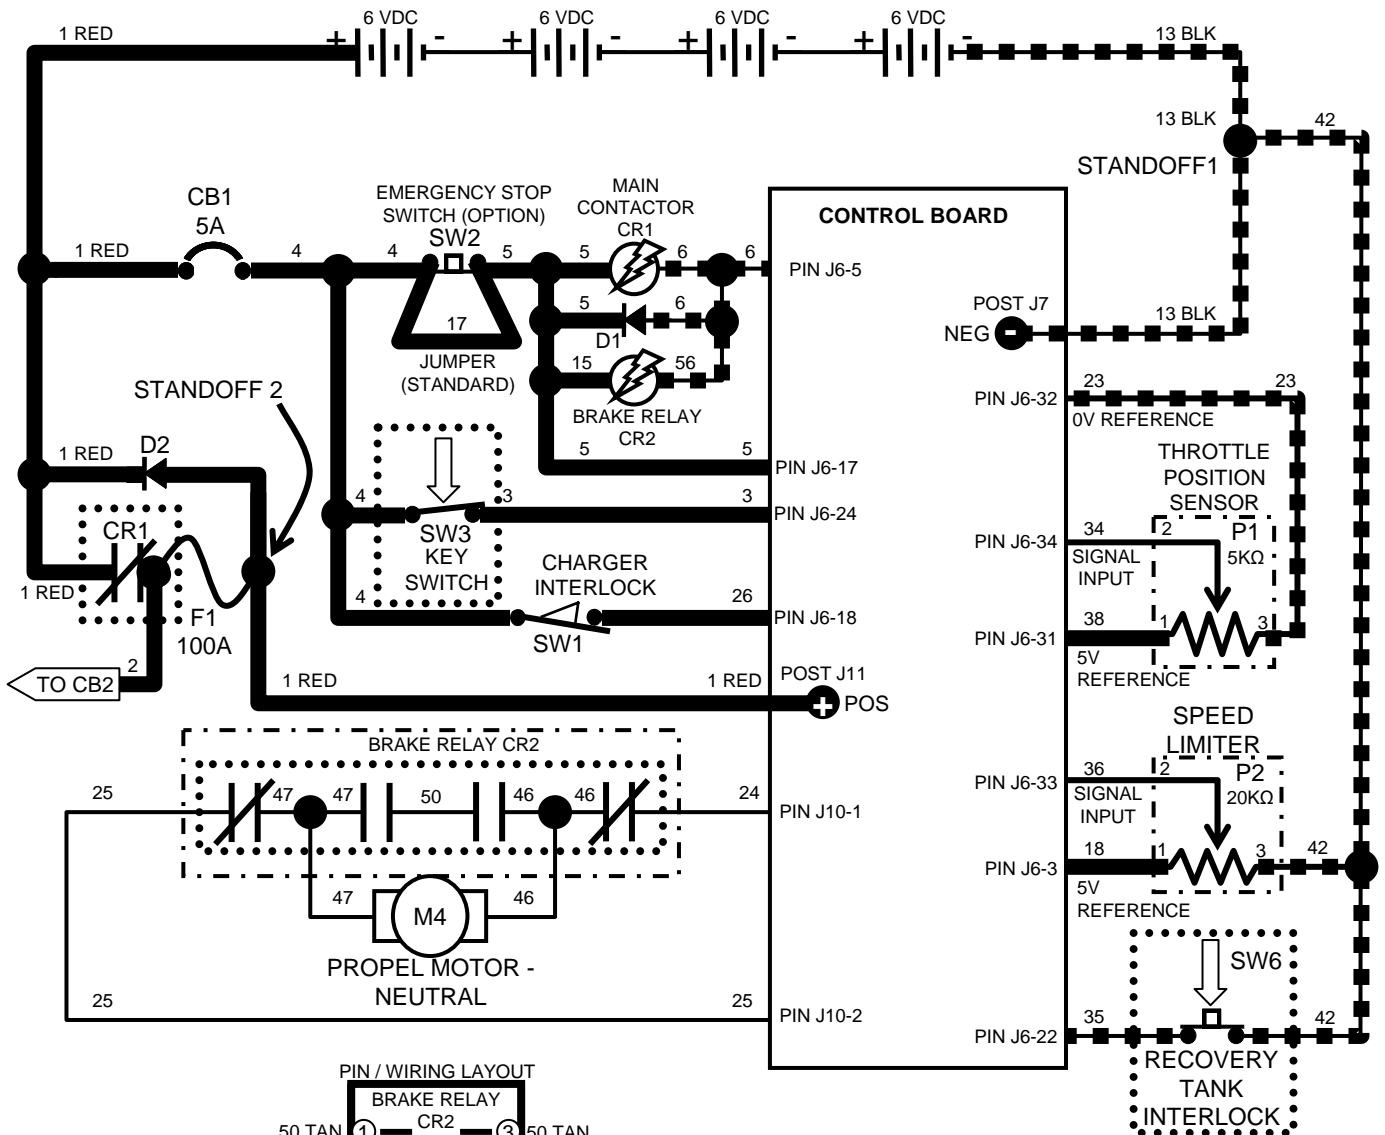 6 VDC 6 VDC 6 VDC 6 VDC
1 RED
+ - + - + - + -
13 BLK
13 BLK
42
STANDOFF1
CB1
5A
EMERGENCY STOP
SWITCH (OPTION)
SW2
MAIN
CONTACTOR
CR1
CONTROL BOARD
1 RED
4
4
5
5
6
6
PIN J6-5
5
6
D1
17
JUMPER
(STANDARD)
15
56
BRAKE RELAY
CR2
POST J7
NEG
-
13 BLK
STANDOFF 2
PIN J6-32
23
23
0V REFERENCE
1 RED
D2
5
5
PIN J6-17
THROTTLE
POSITION
SENSOR
4
3
3
PIN J6-24
SW3
KEY
SWITCH
CR1
PIN J6-34
34
SIGNAL
INPUT
2
P1
5KΩ
CHARGER
INTERLOCK
1 RED
F1
100A
4
26
PIN J6-18
SW1
PIN J6-31
38
1
3
5V
REFERENCE
2
TO CB2
1 RED
1 RED
POST J11
+
POS
SPEED
LIMITER
BRAKE RELAY CR2
PIN J6-33
36
SIGNAL
INPUT
2
P2
20KΩ
25
47
47
50
46
46
24
PIN J10-1
PIN J6-3
18
1
3
42
5V
REFERENCE
47
M4
46
PROPEL MOTOR -
NEUTRAL
SW6
25
25
PIN J10-2
PIN J6-22
35
42
RECOVERY
TANK
INTERLOCK
PIN / WIRING LAYOUT
BRAKE RELAY
CR2
50 TAN
1
3
50 TAN